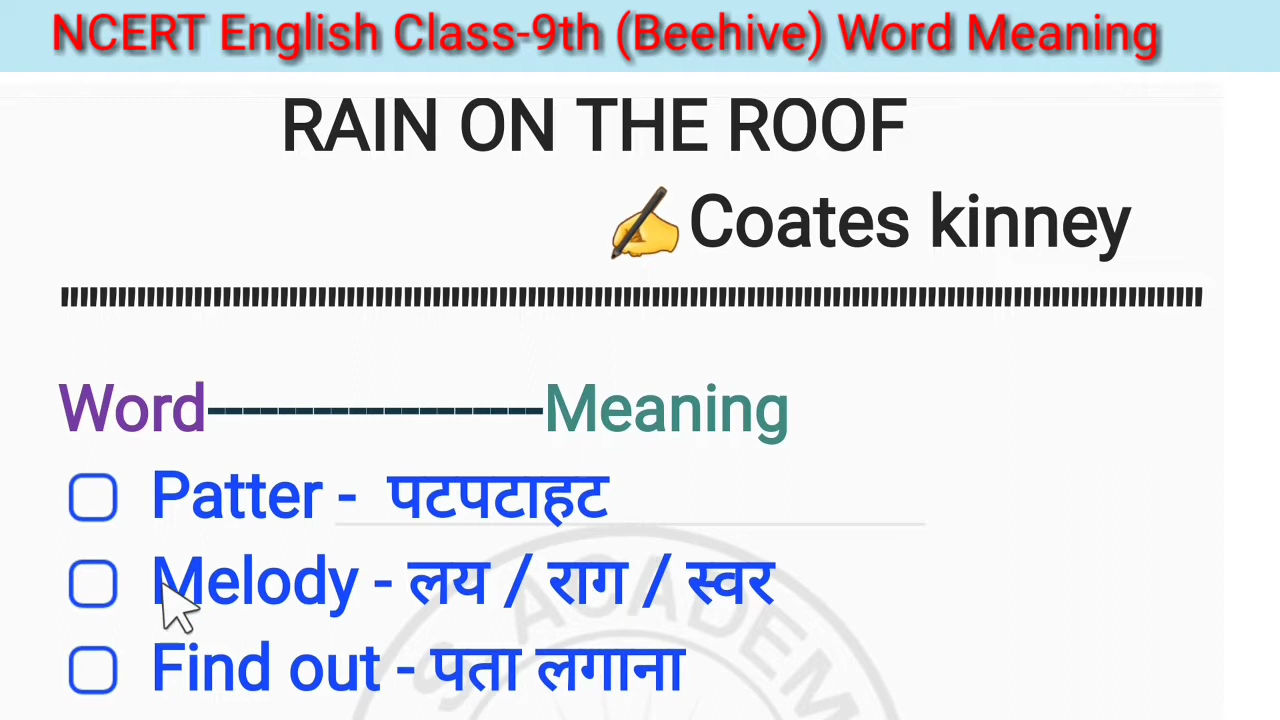 NCERT English Class-9th (Beehive) Word Meaning
RAIN ON THE ROOF
✍Coates kinney
Word-------------------Meaning
Patter - पटपटाहट
Melody - लय / राग / स्वर
Find out - पता लगाना